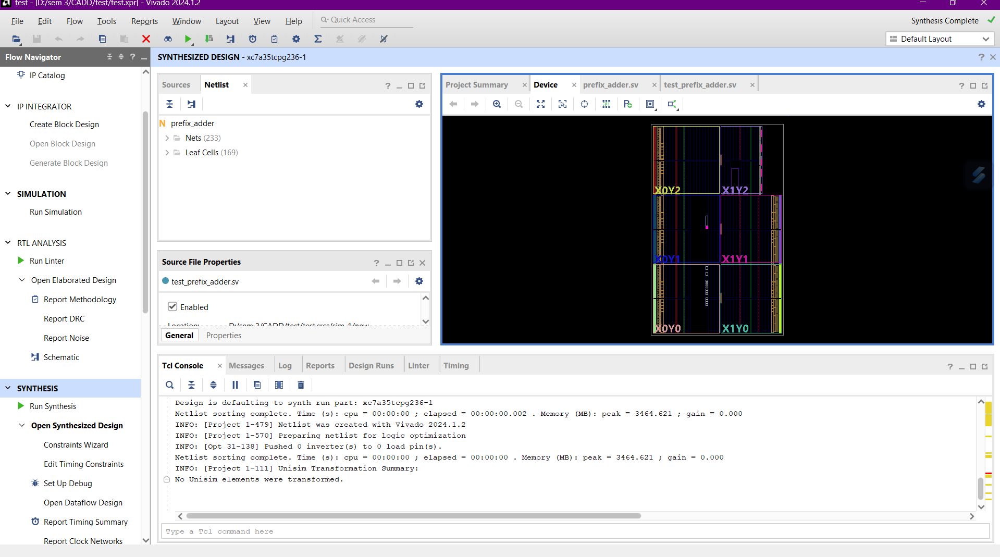 test - [D:/sem 3/CADD/test/test.xpr] - Vivado 2024.1.2
File Edit Flow Tools Reports Window Layout View Help
Quick Access
Synthesis Complete
Default Layout
Flow Navigator
SYNTHESIZED DESIGN - xc7a35tcpg236-1
IP Catalog
IP INTEGRATOR
Create Block Design
Open Block Design
Generate Block Design
SIMULATION
Run Simulation
RTL ANALYSIS
Run Linter
Open Elaborated Design
Report Methodology
Report DRC
Report Noise
Schematic
SYNTHESIS
Run Synthesis
Open Synthesized Design
Constraints Wizard
Edit Timing Constraints
Set Up Debug
Open Dataflow Design
Report Timing Summary
Report Clock Networks
Sources Netlist
N prefix_adder
Nets (233)
Leaf Cells (169)
Source File Properties
test_prefix_adder.sv
Enabled
Location: D:/sem 3/CADD/test/test.srcs/sim_1/new
General Properties
Project Summary Device prefix_adder.sv test_prefix_adder.sv
X0Y2 X1Y2
X0Y1 X1Y1
X0Y0 X1Y0
Tcl Console Messages Log Reports Design Runs Linter Timing
Design is defaulting to synth run part: xc7a35tcpg236-1
Netlist sorting complete. Time (s): cpu = 00:00:00 ; elapsed = 00:00:00.002 . Memory (MB): peak = 3464.621 ; gain = 0.000
INFO: [Project 1-479] Netlist was created with Vivado 2024.1.2
INFO: [Project 1-570] Preparing netlist for logic optimization
INFO: [Opt 31-138] Pushed 0 inverter(s) to 0 load pin(s).
Netlist sorting complete. Time (s): cpu = 00:00:00 ; elapsed = 00:00:00 . Memory (MB): peak = 3464.621 ; gain = 0.000
INFO: [Project 1-111] Unisim Transformation Summary:
No Unisim elements were transformed.
Type a Tcl command here